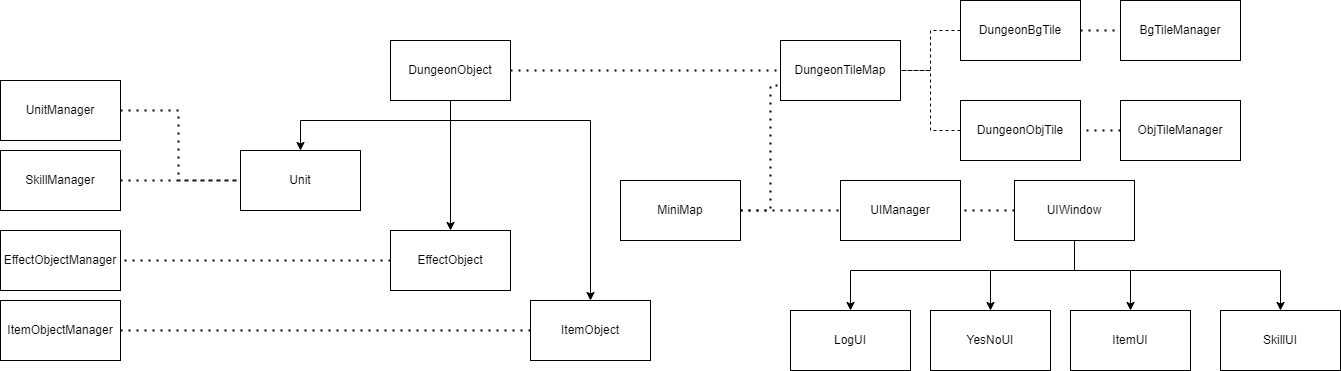 DungeonBgTile
BgTileManager
DungeonObject
DungeonTileMap
UnitManager
DungeonObjTile
ObjTileManager
SkillManager
Unit
MiniMap
UIManager
UIWindow
EffectObjectManager
EffectObject
ItemObjectManager
ItemObject
LogUI
YesNoUI
ItemUI
SkillUI